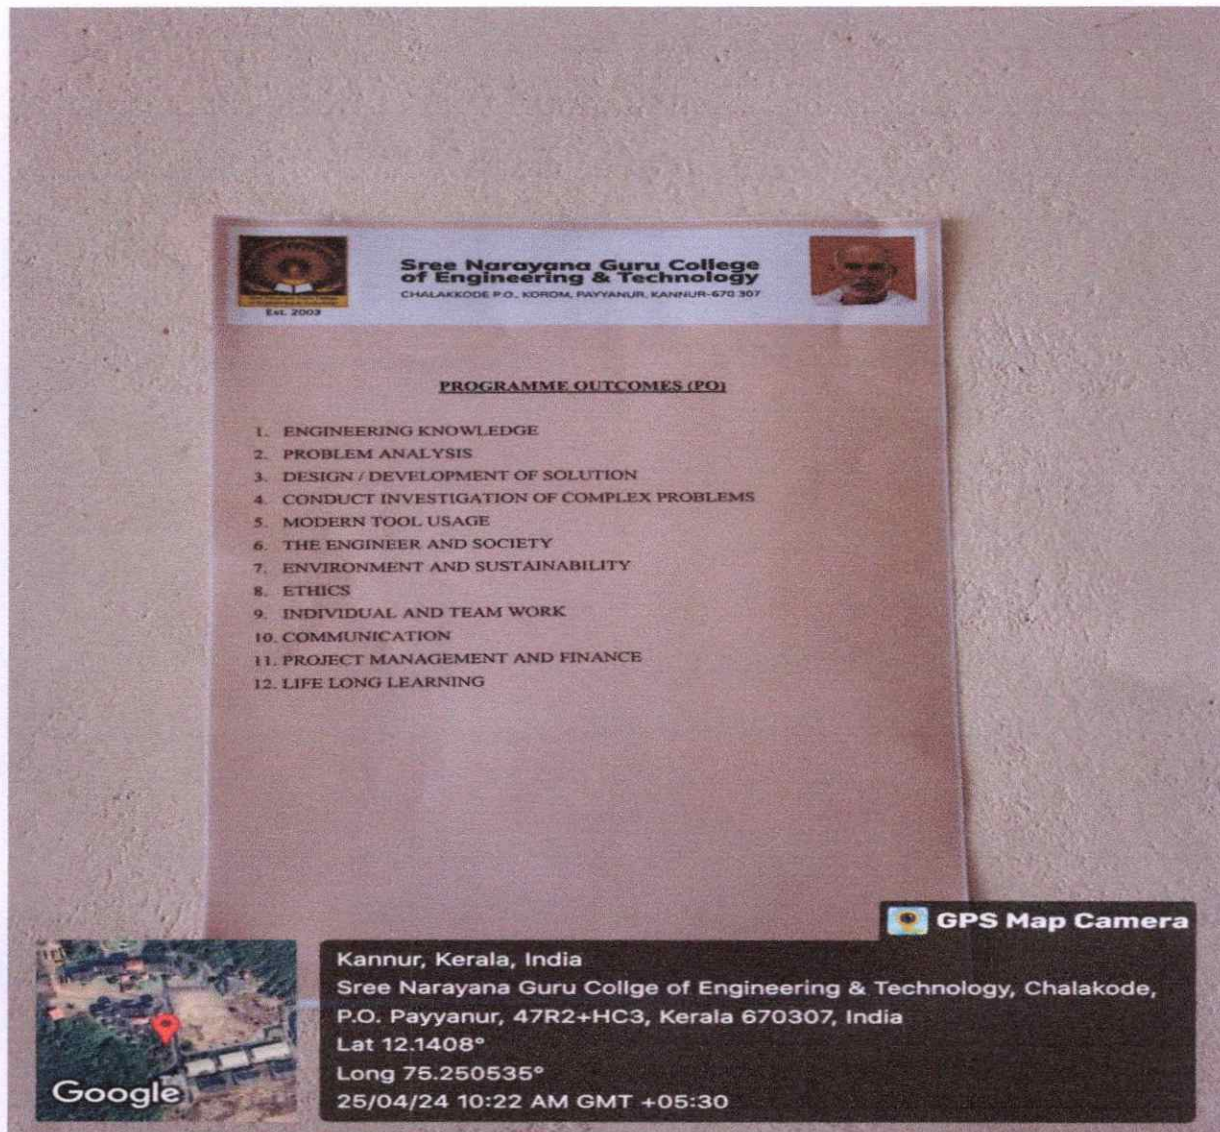 Sree Narayana Guru College
of Engineering & Technology
CHALAKKODE P.O., KOROM, PAYYANUR, KANNUR-670 307
Est. 2003
PROGRAMME OUTCOMES (PO)
1. ENGINEERING KNOWLEDGE
2. PROBLEM ANALYSIS
3. DESIGN / DEVELOPMENT OF SOLUTION
4. CONDUCT INVESTIGATION OF COMPLEX PROBLEMS
5. MODERN TOOL USAGE
6. THE ENGINEER AND SOCIETY
7. ENVIRONMENT AND SUSTAINABILITY
8. ETHICS
9. INDIVIDUAL AND TEAM WORK
10. COMMUNICATION
11. PROJECT MANAGEMENT AND FINANCE
12. LIFE LONG LEARNING
GPS Map Camera
Kannur, Kerala, India
Sree Narayana Guru Collge of Engineering & Technology, Chalakode,
P.O. Payyanur, 47R2+HC3, Kerala 670307, India
Lat 12.1408°
Long 75.250535°
25/04/24 10:22 AM GMT +05:30
Google